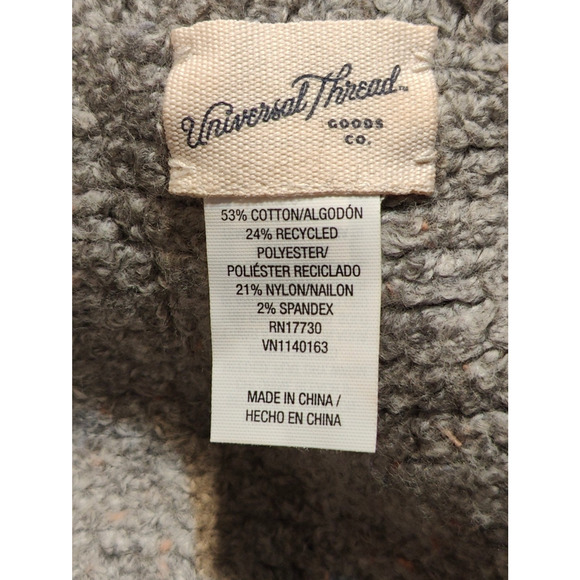 Universal Thread™
GOODS
CO.
53% COTTON/ALGODÓN
24% RECYCLED
POLYESTER/
POLIÉSTER RECICLADO
21% NYLON/NAILON
2% SPANDEX
RN17730
VN1140163
MADE IN CHINA /
HECHO EN CHINA